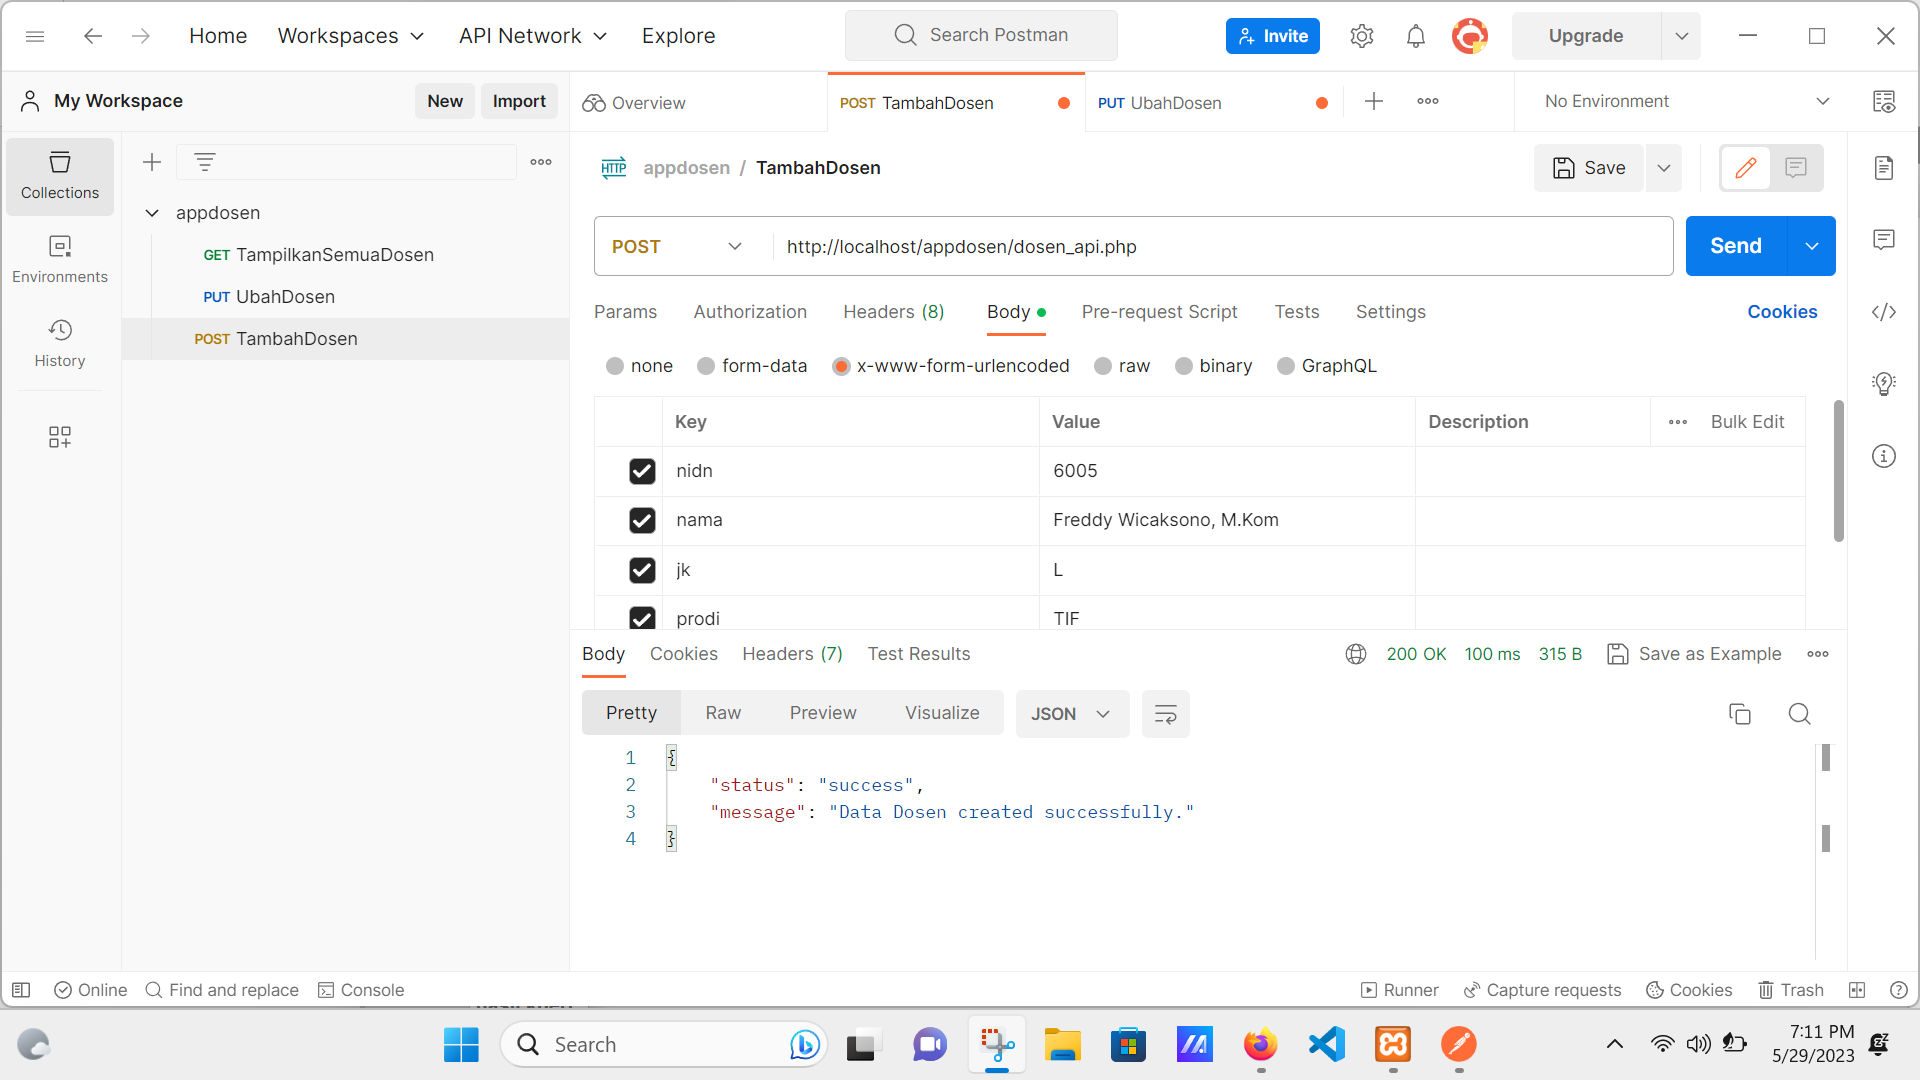 Home
Workspaces
API Network
Explore
Search Postman
Invite
Upgrade
My Workspace
New
Import
Overview
POST TambahDosen
PUT UbahDosen
No Environment
Collections
Environments
History
appdosen
GET TampilkanSemuaDosen
PUT UbahDosen
POST TambahDosen
HTTP appdosen / TambahDosen
Save
POST
http://localhost/appdosen/dosen_api.php
Send
Params
Authorization
Headers (8)
Body
Pre-request Script
Tests
Settings
Cookies
none
form-data
x-www-form-urlencoded
raw
binary
GraphQL
Key
Value
Description
Bulk Edit
nidn
6005
nama
Freddy Wicaksono, M.Kom
jk
L
prodi
TIF
Body
Cookies
Headers (7)
Test Results
200 OK
100 ms
315 B
Save as Example
Pretty
Raw
Preview
Visualize
JSON
1 {
2 "status": "success",
3 "message": "Data Dosen created successfully."
4 }
Online
Find and replace
Console
Runner
Capture requests
Cookies
Trash
Search
7:11 PM
5/29/2023